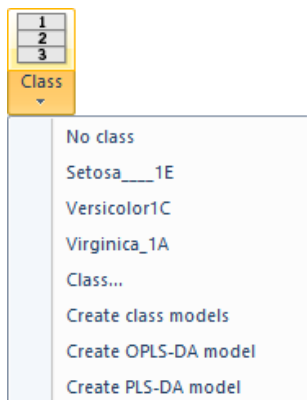 1
2
3
Class
No class
Setosa____1E
Versicolor1C
Virginica_1A
Class...
Create class models
Create OPLS-DA model
Create PLS-DA model